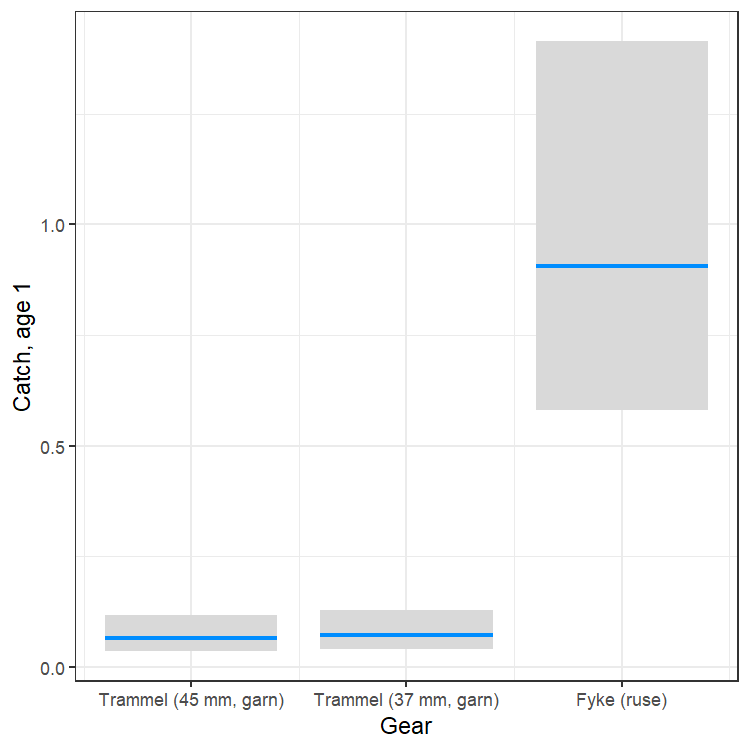 Catch, age 1
1.0
0.5
0.0
Trammel (45 mm, garn) Trammel (37 mm, garn) Fyke (ruse)
Gear